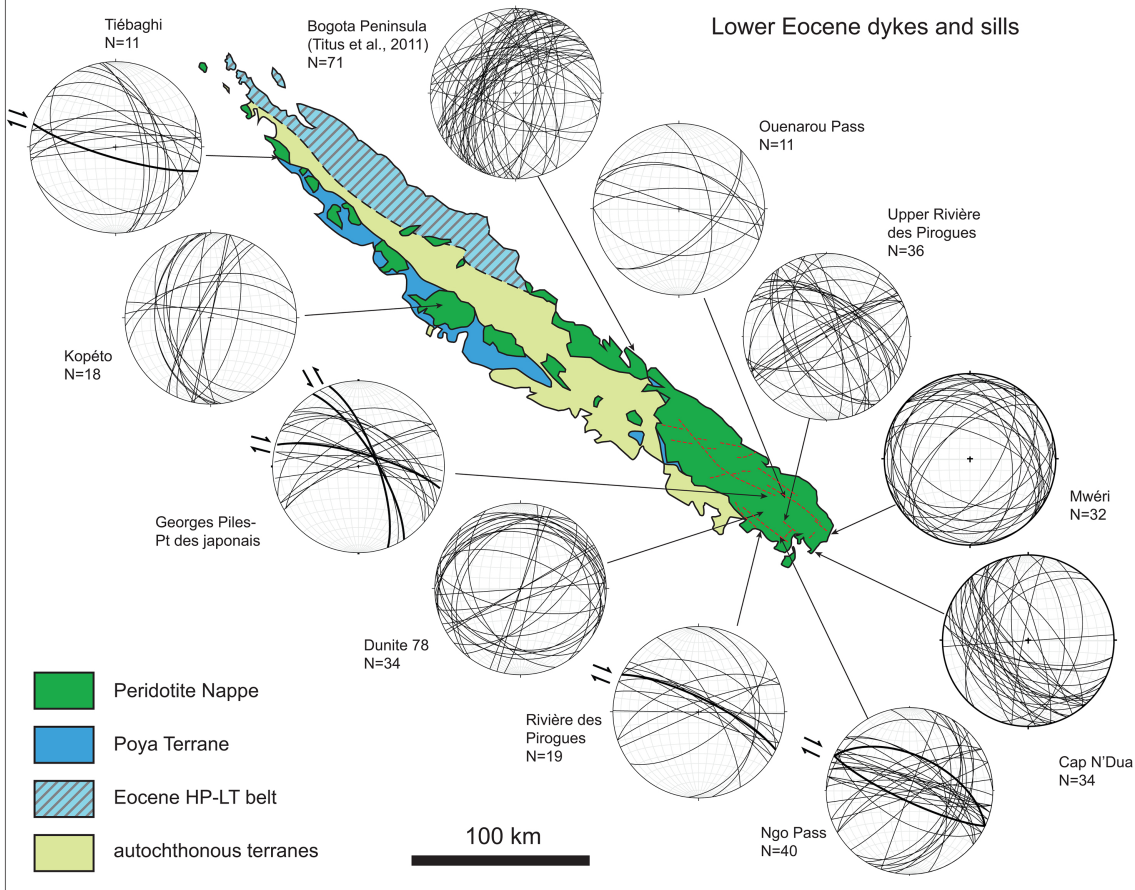 Lower Eocene dykes and sills
Tiébaghi
N=11
Bogota Peninsula
(Titus et al., 2011)
N=71
Ouenarou Pass
N=11
Upper Rivière
des Pirogues
N=36
Kopéto
N=18
Mwéri
N=32
Georges Piles-
Pt des japonais
Dunite 78
N=34
Rivière des
Pirogues
N=19
Cap N'Dua
N=34
Ngo Pass
N=40
Peridotite Nappe
Poya Terrane
Eocene HP-LT belt
autochthonous terranes
100 km